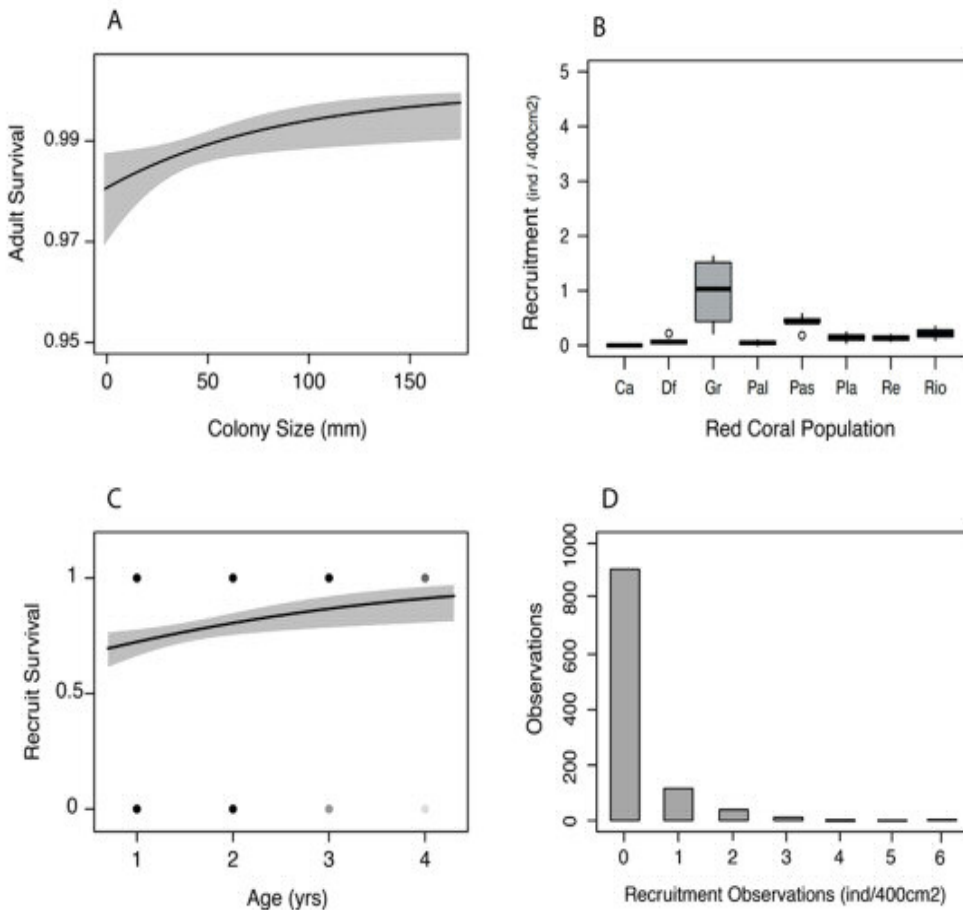 A
Adult Survival
0.99
0.97
0.95
0
50
100
150
Colony Size (mm)
B
Recruitment (ind / 400cm2)
5
4
3
2
1
0
Ca
Df
Gr
Pal
Pas
Pla
Re
Rio
Red Coral Population
C
Recruit Survival
1
0.5
0
1
2
3
4
Age (yrs)
D
Observations
1000
800
600
400
200
0
0
1
2
3
4
5
6
Recruitment Observations (ind/400cm2)